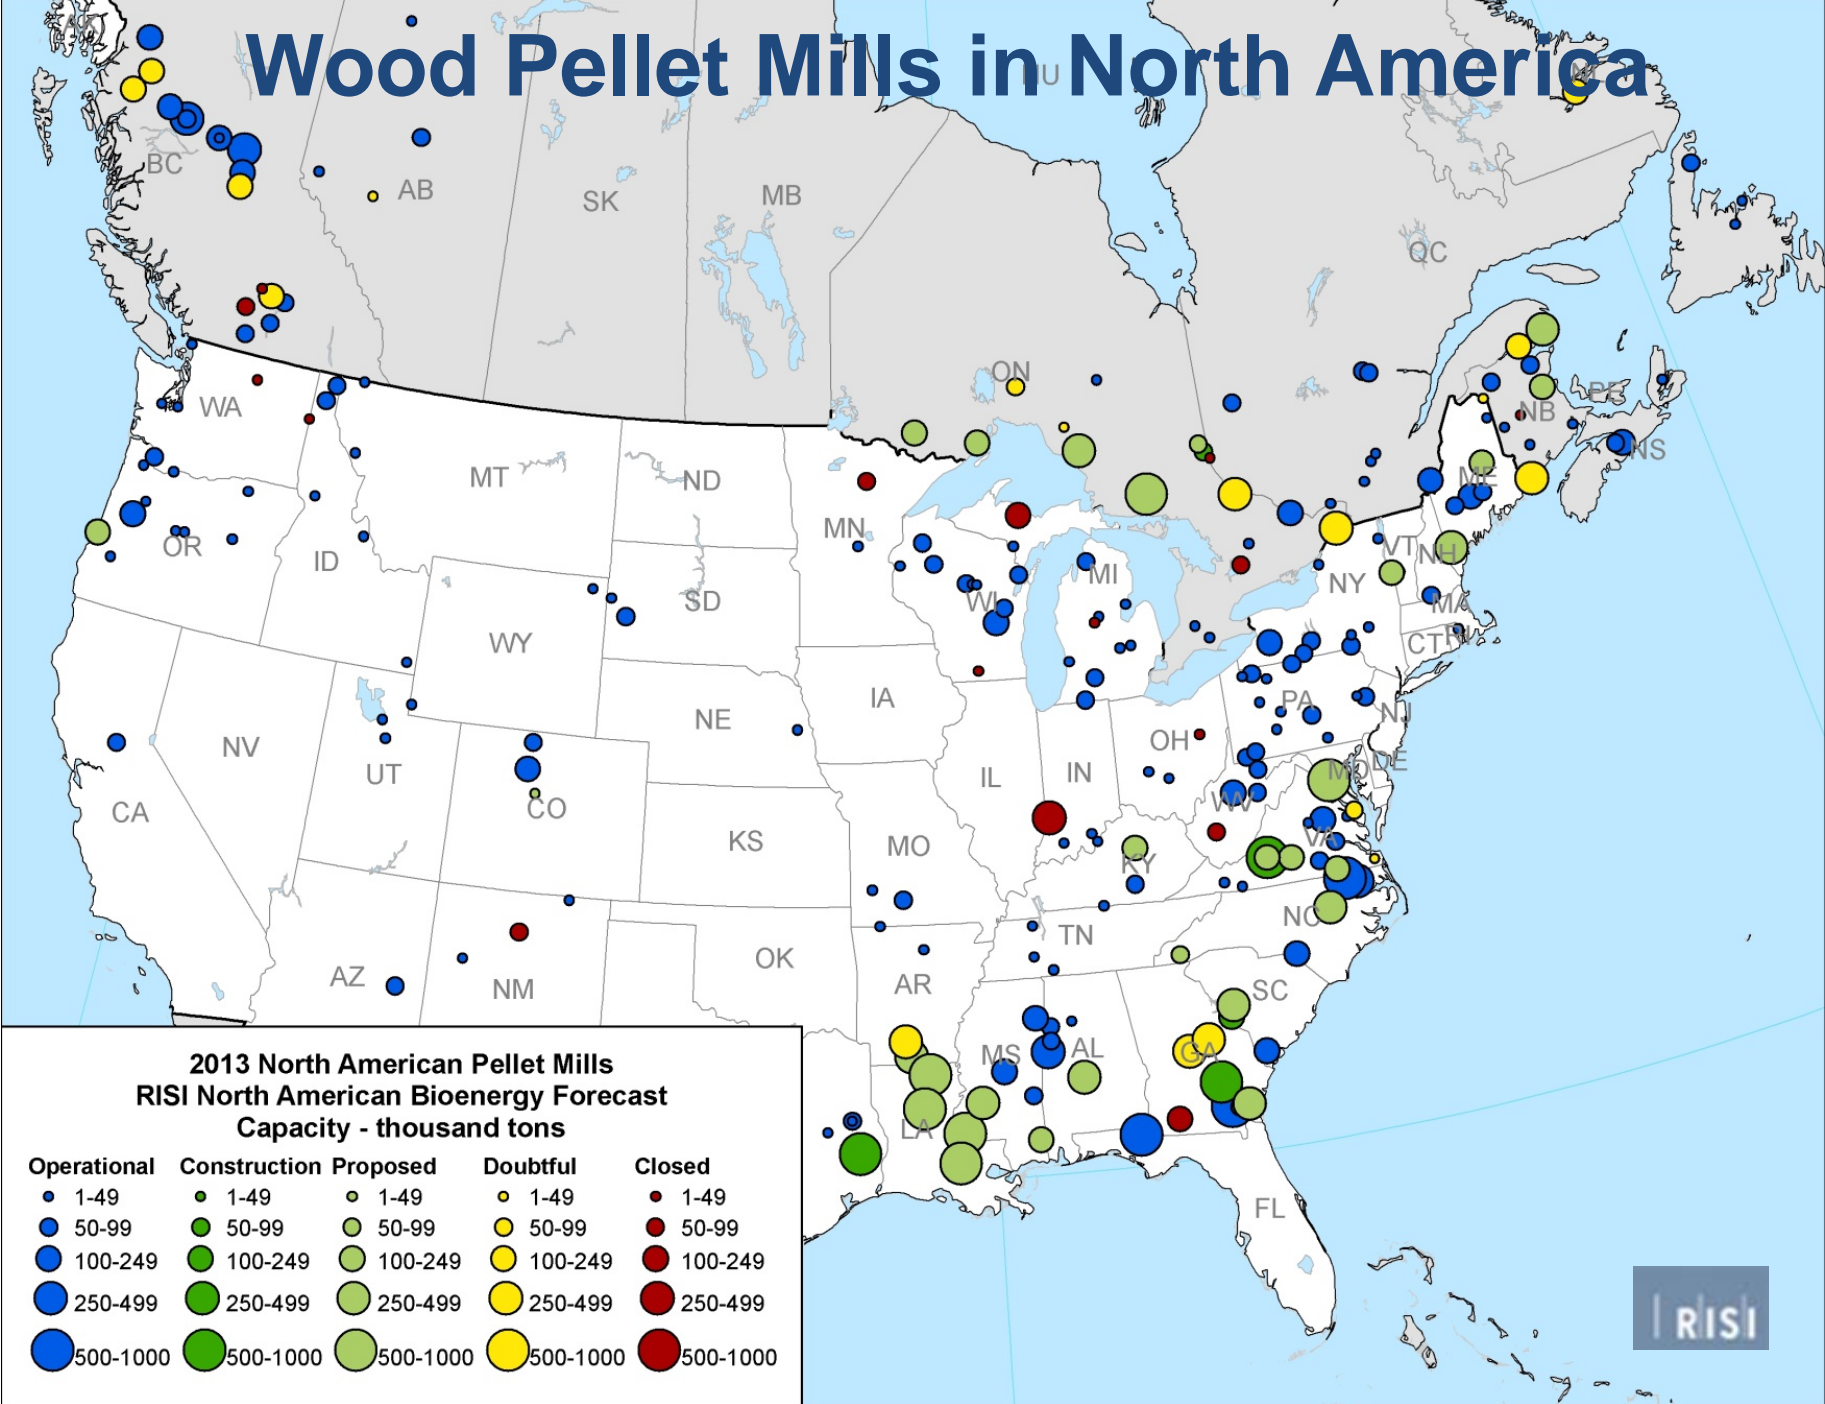 Wood Pellet Mills in North America
AK
NU
NL
BC
AB
SK
MB
QC
ON
NB
PE
NS
WA
MT
ND
MN
ME
OR
ID
SD
WI
MI
VT
NH
NY
MA
CT
RI
WY
IA
NE
PA
NJ
OH
NV
UT
IL
IN
MD
DE
CA
CO
WV
KS
MO
VA
KY
NC
TN
OK
AZ
NM
AR
SC
MS
AL
GA
LA
FL
2013 North American Pellet Mills
RISI North American Bioenergy Forecast
Capacity - thousand tons
Operational Construction Proposed Doubtful Closed
1-49 1-49 1-49 1-49 1-49
50-99 50-99 50-99 50-99 50-99
100-249 100-249 100-249 100-249 100-249
250-499 250-499 250-499 250-499 250-499
500-1000 500-1000 500-1000 500-1000 500-1000
RISI